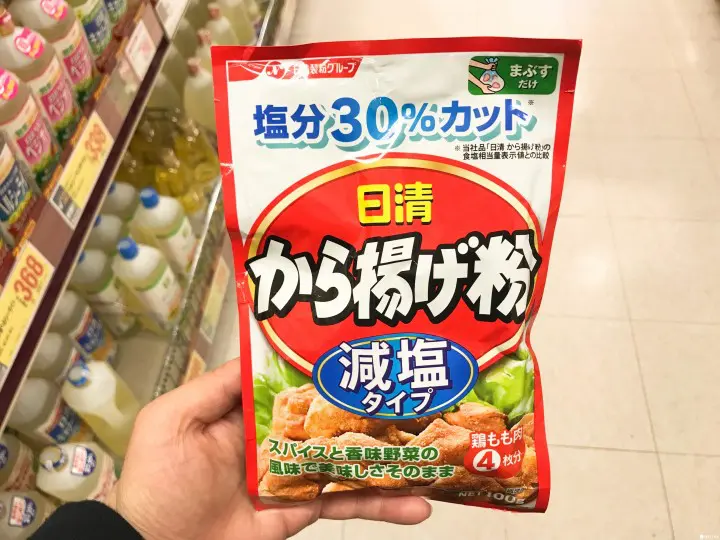 製粉グループ
まぶす
だけ
塩分30%カット※
※当社品「日清 から揚げ粉」の
食塩相当量表示値との比較
日清
から揚げ粉
減塩
タイプ
スパイスと香味野菜の
風味で美味しさそのまま
鶏もも肉
4枚分
NET 100g
398
368